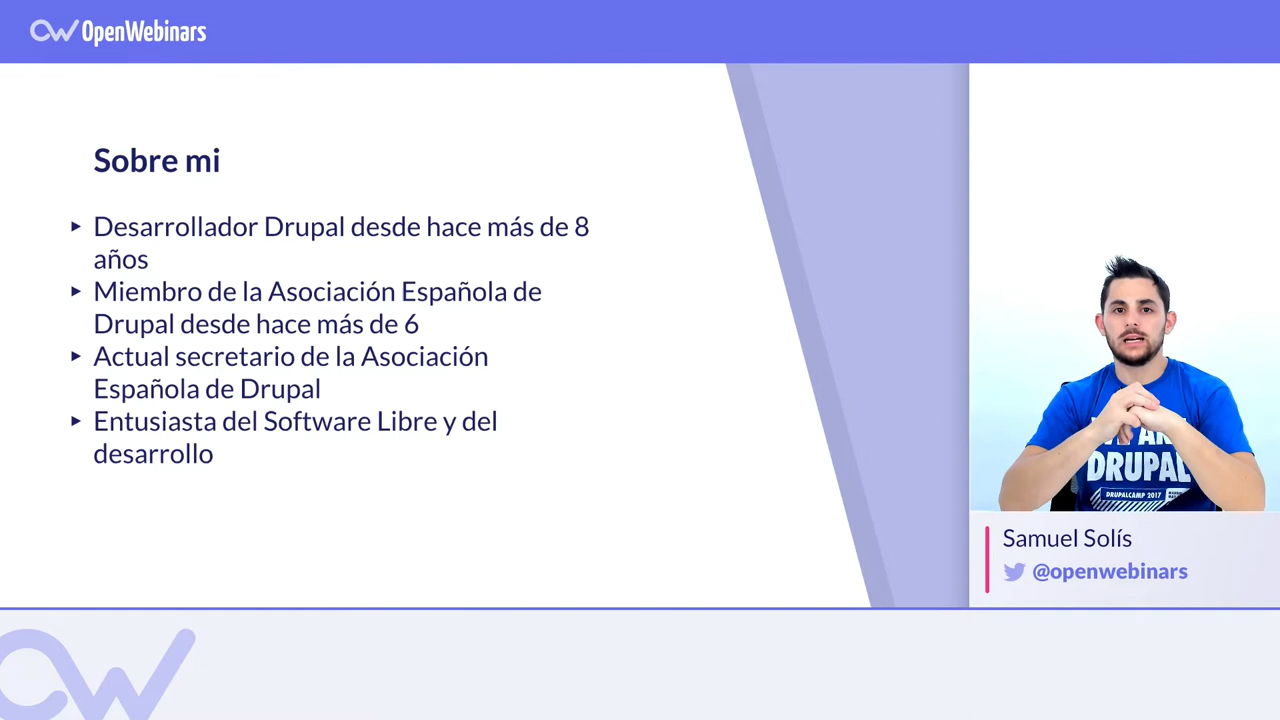 OpenWebinars
Sobre mi
‣ Desarrollador Drupal desde hace más de 8
años
‣ Miembro de la Asociación Española de
Drupal desde hace más de 6
‣ Actual secretario de la Asociación
Española de Drupal
‣ Entusiasta del Software Libre y del
desarrollo
DRUPAL
DRUPALCAMP 2017
Samuel Solís
@openwebinars